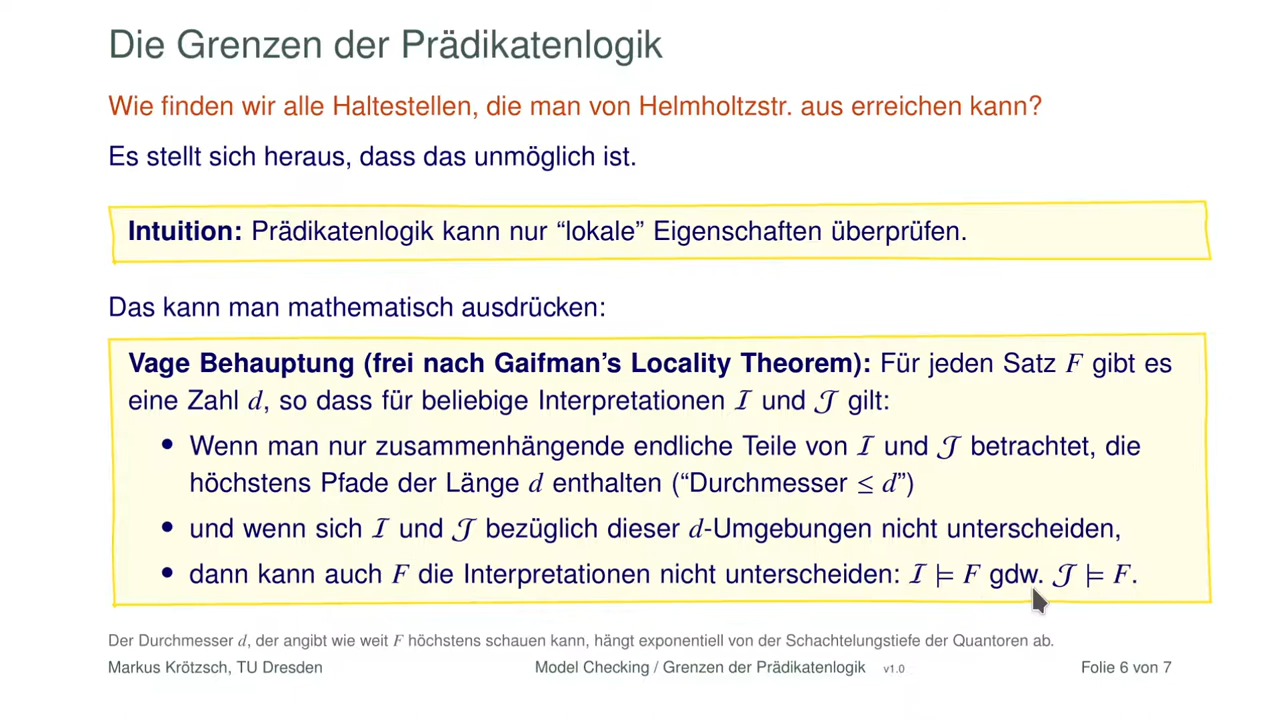 Die Grenzen der Prädikatenlogik
Wie finden wir alle Haltestellen, die man von Helmholtzstr. aus erreichen kann?
Es stellt sich heraus, dass das unmöglich ist.
Intuition: Prädikatenlogik kann nur “lokale” Eigenschaften überprüfen.
Das kann man mathematisch ausdrücken:
Vage Behauptung (frei nach Gaifman’s Locality Theorem): Für jeden Satz F gibt es
eine Zahl d, so dass für beliebige Interpretationen ℐ und 𝒥 gilt:
• Wenn man nur zusammenhängende endliche Teile von ℐ und 𝒥 betrachtet, die
höchstens Pfade der Länge d enthalten (“Durchmesser ≤ d”)
• und wenn sich ℐ und 𝒥 bezüglich dieser d-Umgebungen nicht unterscheiden,
• dann kann auch F die Interpretationen nicht unterscheiden: ℐ ⊨ F gdw. 𝒥 ⊨ F.
Der Durchmesser d, der angibt wie weit F höchstens schauen kann, hängt exponentiell von der Schachtelungstiefe der Quantoren ab.
Markus Krötzsch, TU Dresden Model Checking / Grenzen der Prädikatenlogik v1.0 Folie 6 von 7